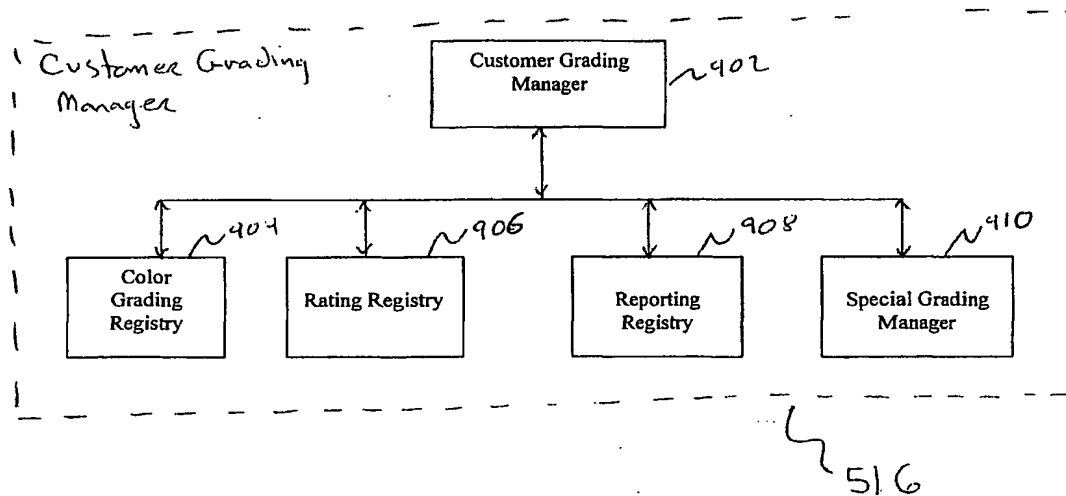 Customer Grading
Manager
Customer Grading
Manager
902
904
906
908
910
Color
Grading
Registry
Rating Registry
Reporting
Registry
Special Grading
Manager
516